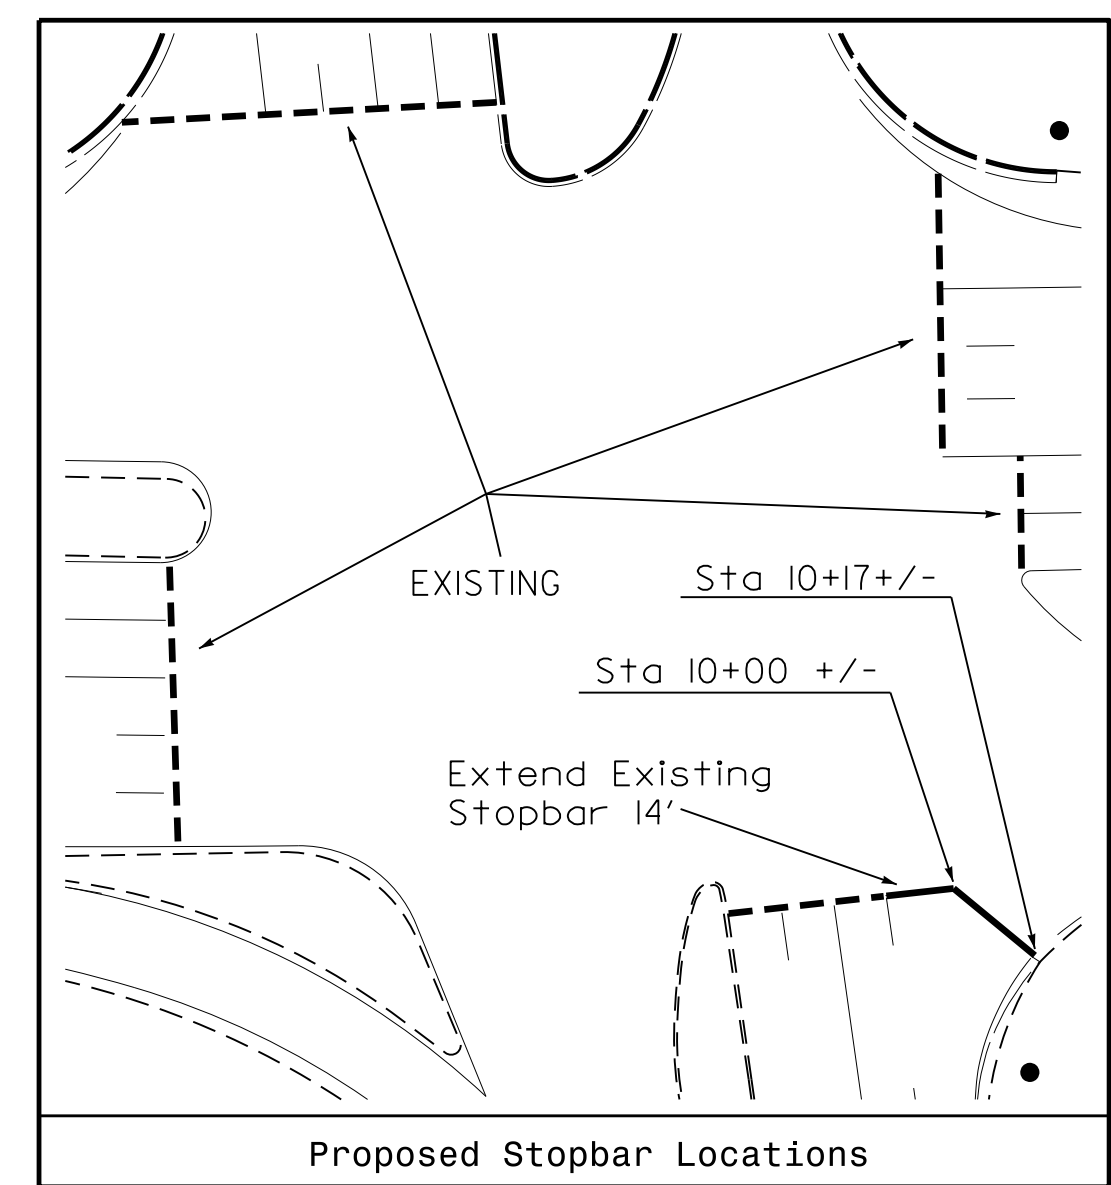 EXISTING
Sta 10+17+/-
Sta 10+00 +/-
Extend Existing
Stopbar 14'
Proposed Stopbar Locations